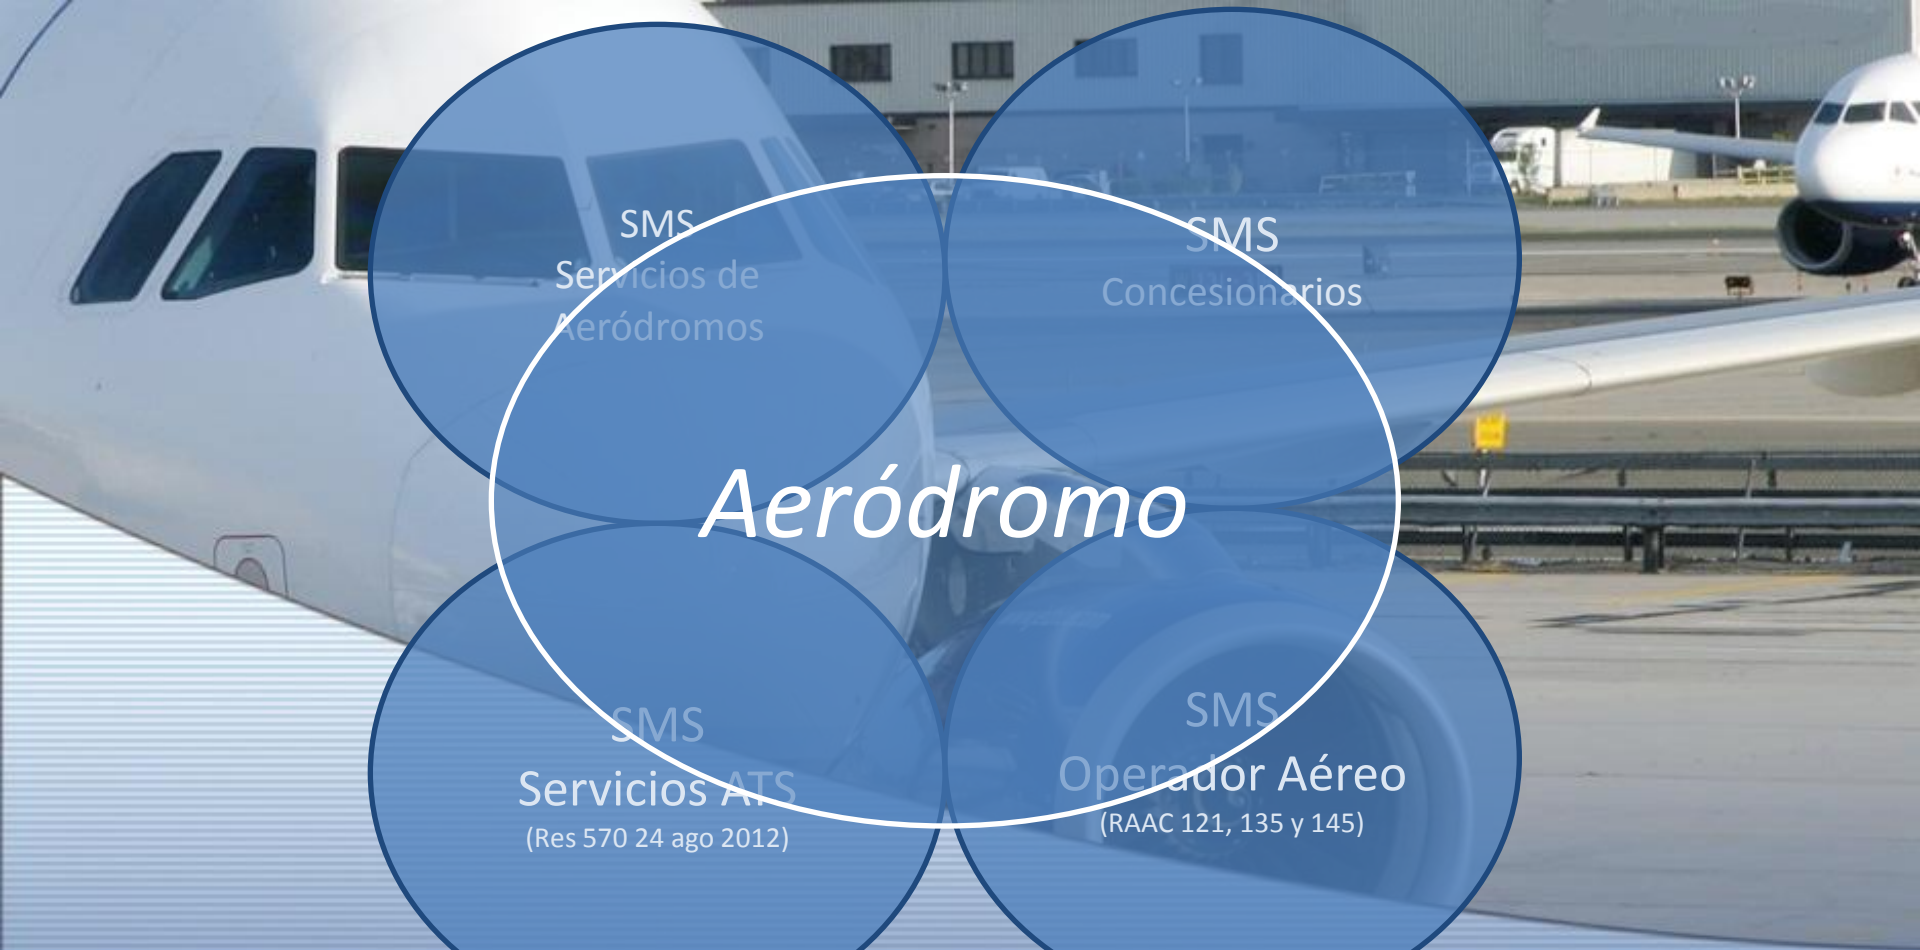 SMS
Servicios de
Aeródromos
SMS
Concesionarios
Aeródromo
SMS
Servicios ATS
(Res 570 24 ago 2012)
SMS
Operador Aéreo
(RAAC 121, 135 y 145)